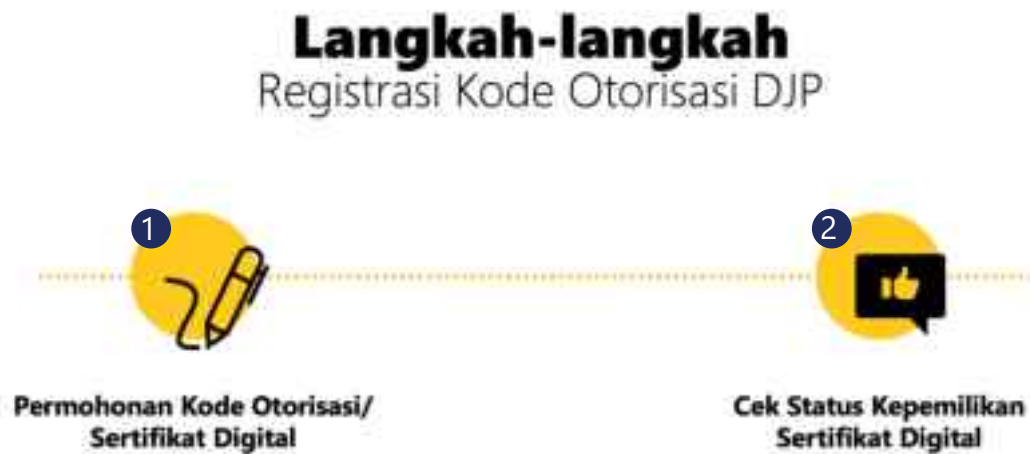 Langkah-langkah
Registrasi Kode Otorisasi DJP
1
2
Permohonan Kode Otorisasi/
Sertifikat Digital
Cek Status Kepemilikan
Sertifikat Digital